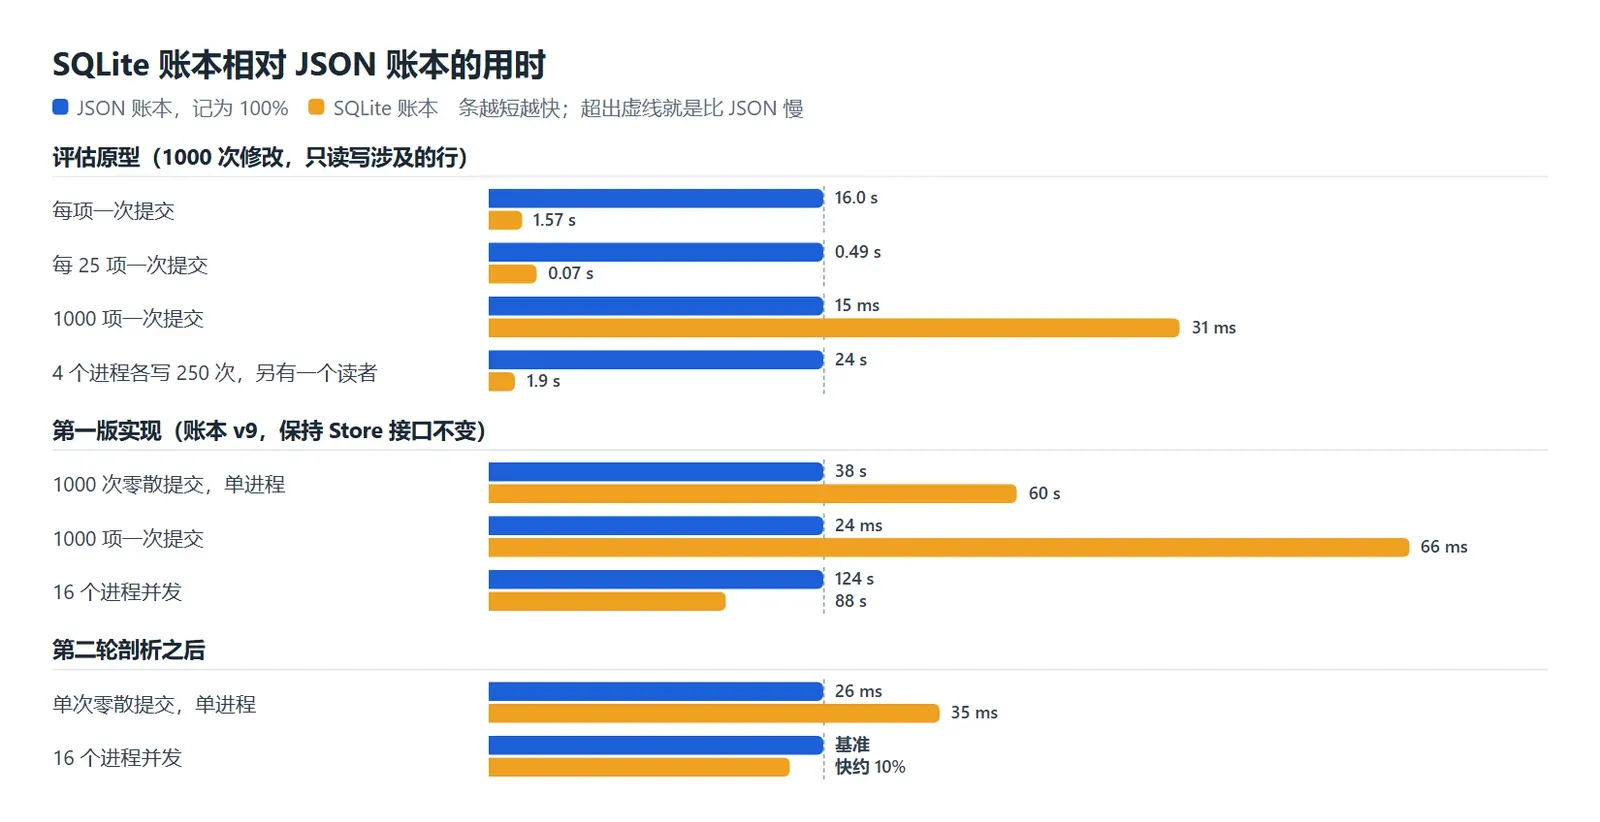 SQLite 账本相对 JSON 账本的用时
JSON 账本，记为 100% SQLite 账本 条越短越快；超出虚线就是比 JSON 慢
评估原型（1000 次修改，只读写涉及的行）
每项一次提交 16.0 s
1.57 s
每 25 项一次提交 0.49 s
0.07 s
1000 项一次提交 15 ms
31 ms
4 个进程各写 250 次，另有一个读者 24 s
1.9 s
第一版实现（账本 v9，保持 Store 接口不变）
1000 次零散提交，单进程 38 s
60 s
1000 项一次提交 24 ms
66 ms
16 个进程并发 124 s
88 s
第二轮剖析之后
单次零散提交，单进程 26 ms
35 ms
16 个进程并发 基准
快约 10%